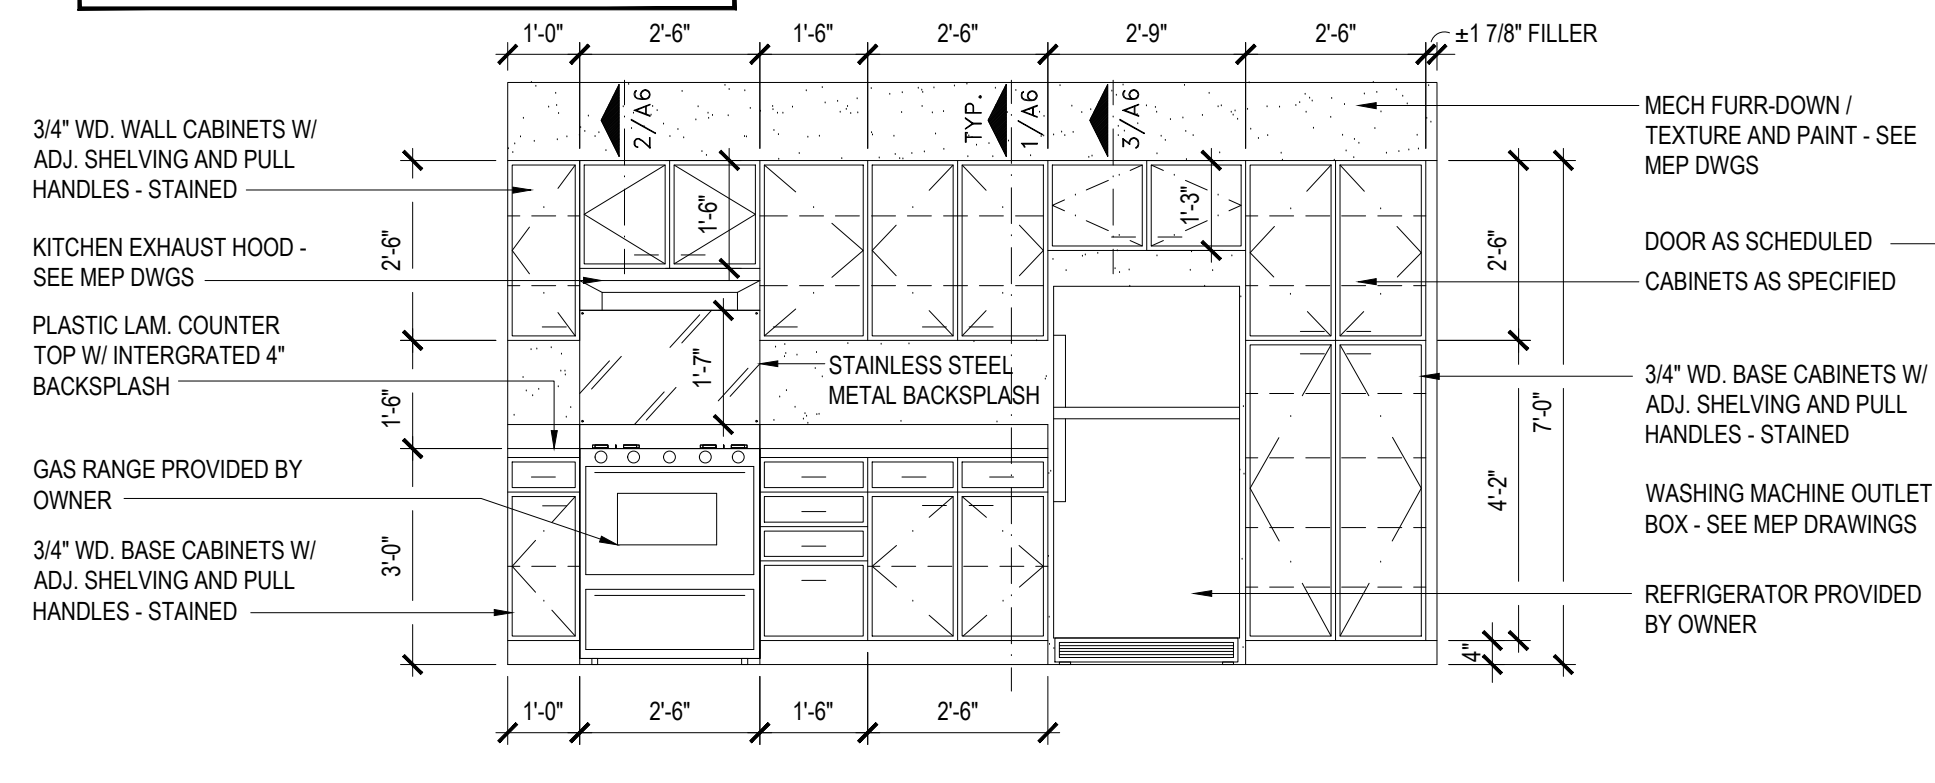 1'-0" 2'-6" 1'-6" 2'-6" 2'-9" 2'-6" ±1 7/8" FILLER
3/4" WD. WALL CABINETS W/
ADJ. SHELVING AND PULL
HANDLES - STAINED
KITCHEN EXHAUST HOOD -
SEE MEP DWGS
PLASTIC LAM. COUNTER
TOP W/ INTERGRATED 4"
BACKSPLASH
GAS RANGE PROVIDED BY
OWNER
3/4" WD. BASE CABINETS W/
ADJ. SHELVING AND PULL
HANDLES - STAINED
2'-6"
1'-6"
3'-0"
2/A6
TYP.
1/A6
3/A6
1'-6"
1'-3"
1'-7"
STAINLESS STEEL
METAL BACKSPLASH
2'-6"
4'-2"
4"
7'-0"
MECH FURR-DOWN /
TEXTURE AND PAINT - SEE
MEP DWGS
DOOR AS SCHEDULED
CABINETS AS SPECIFIED
3/4" WD. BASE CABINETS W/
ADJ. SHELVING AND PULL
HANDLES - STAINED
WASHING MACHINE OUTLET
BOX - SEE MEP DRAWINGS
REFRIGERATOR PROVIDED
BY OWNER
1'-0" 2'-6" 1'-6" 2'-6"